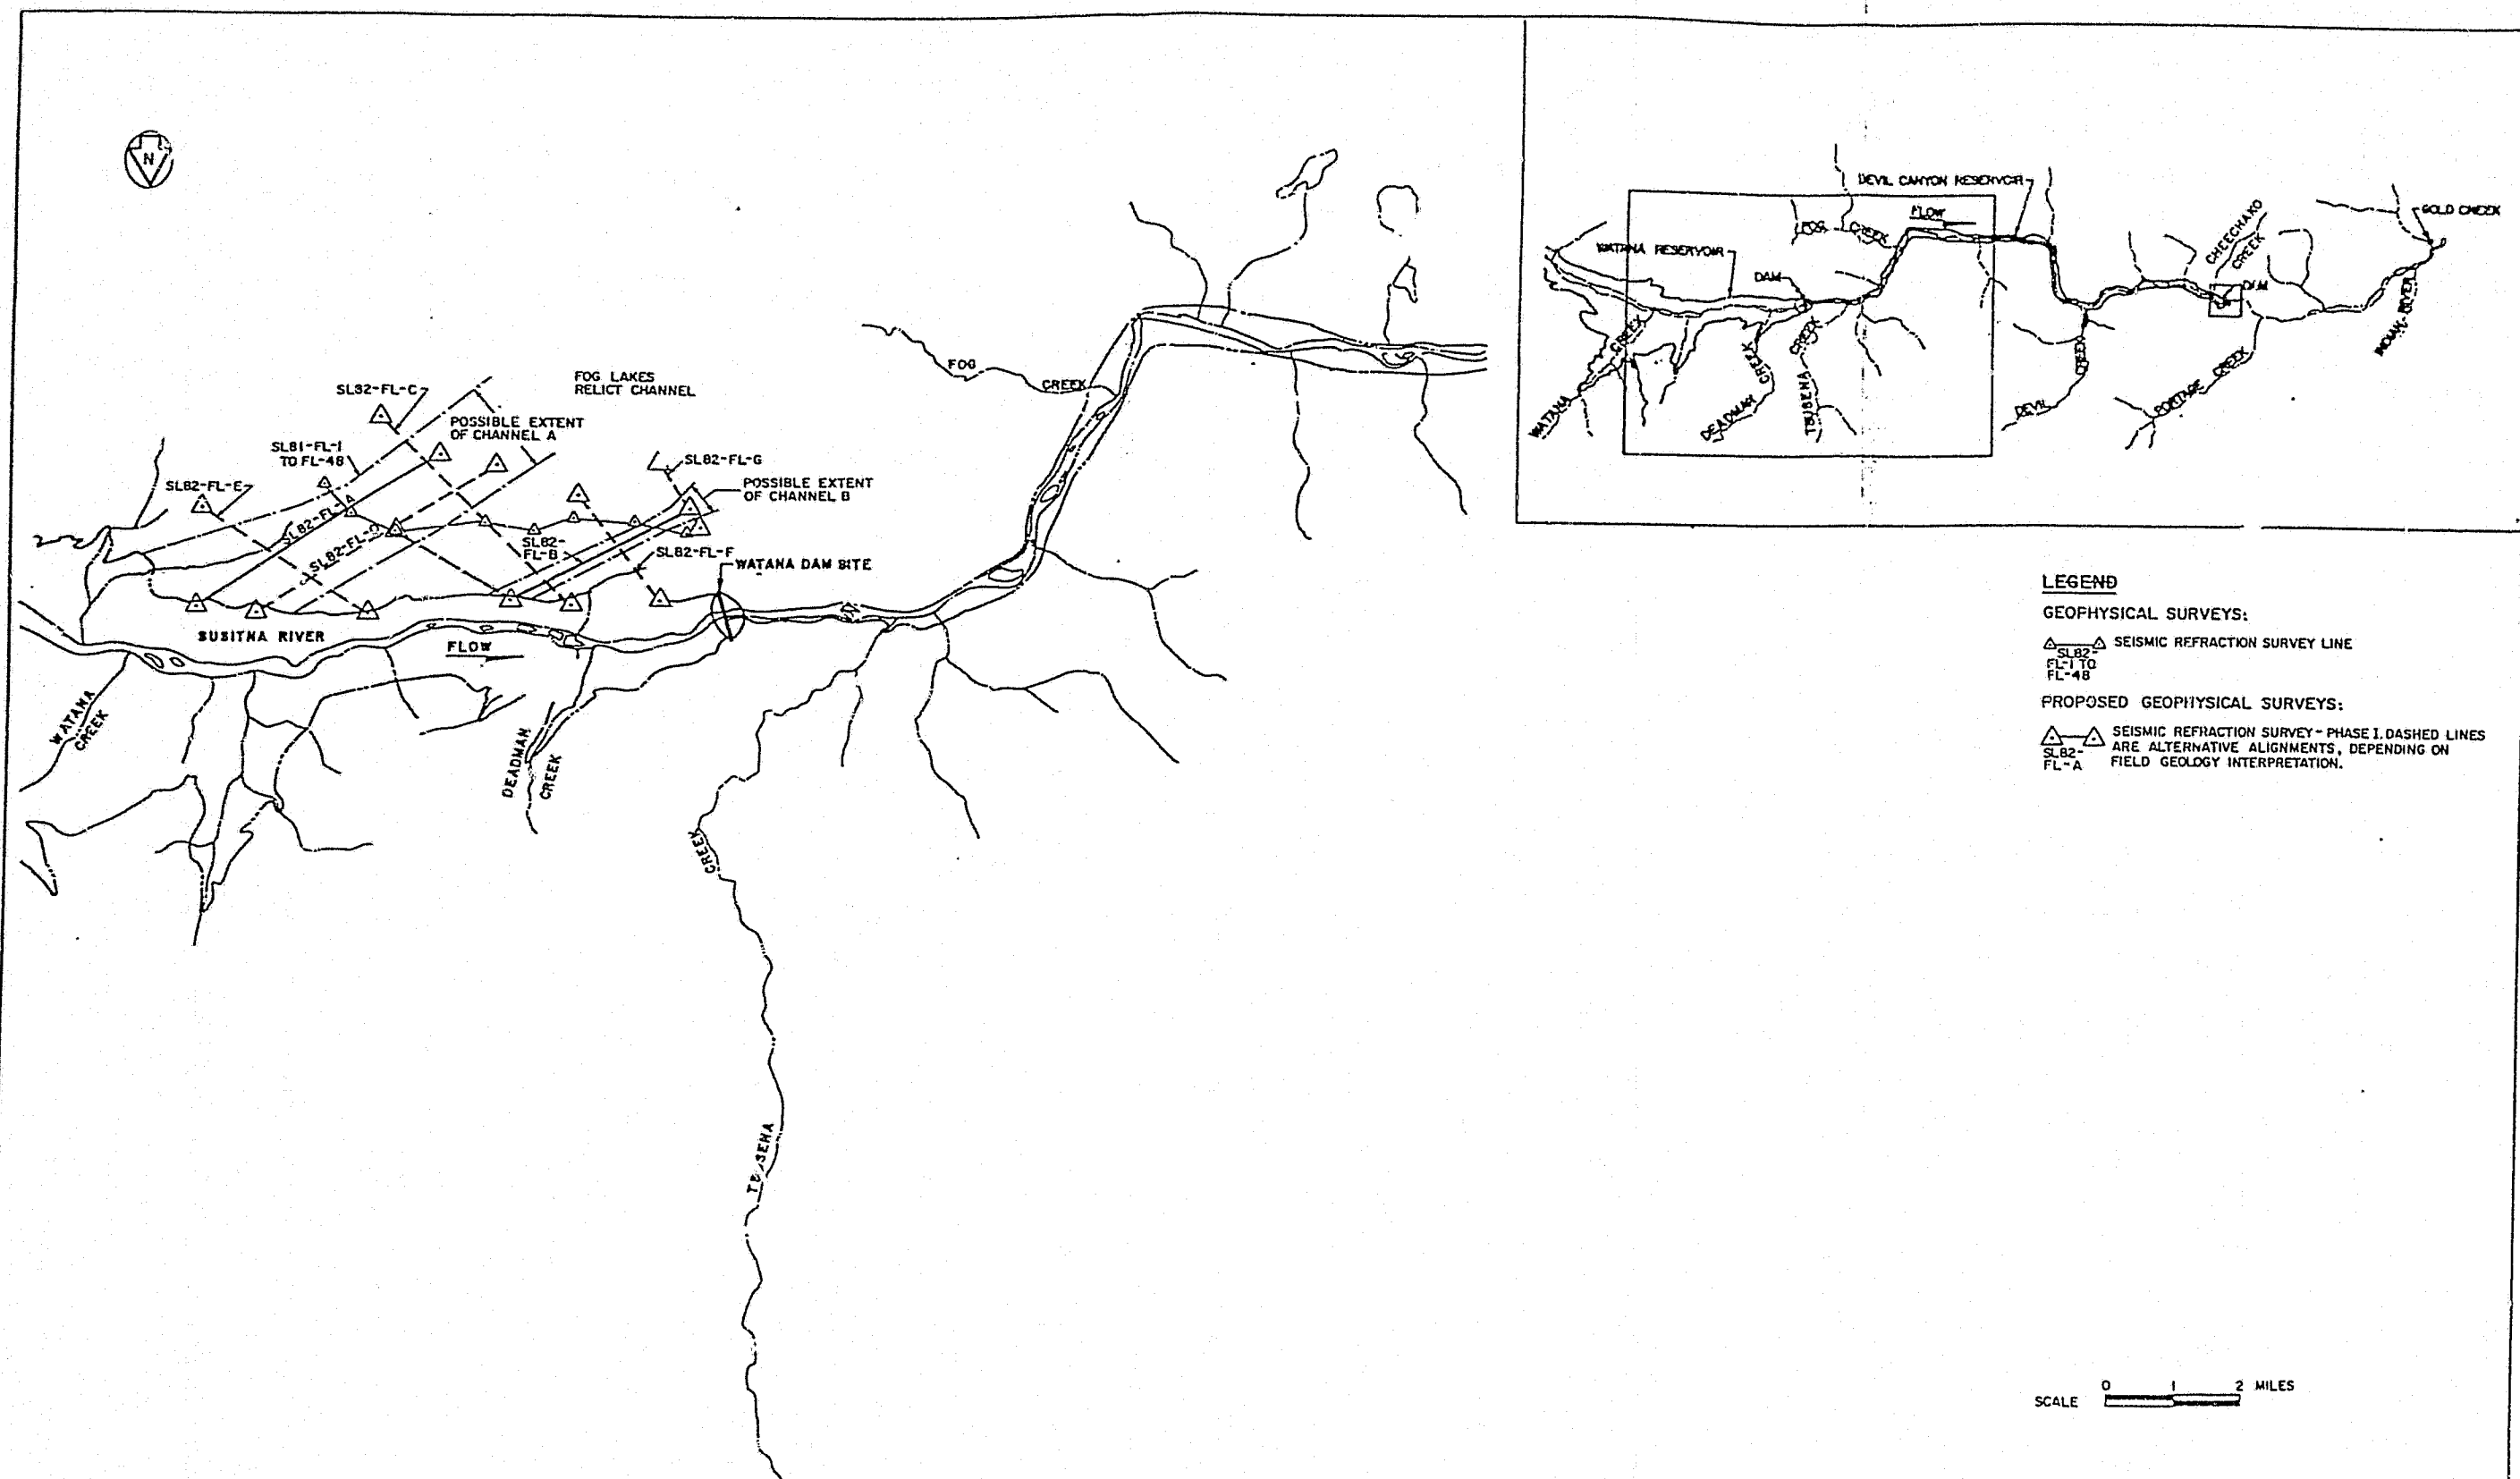 N
SL82-FL-C
FOG LAKES
RELICT CHANNEL
POSSIBLE EXTENT
OF CHANNEL A
SL81-FL-1
TO FL-48
SL82-FL-E
SL82-FL-A
SL82-FL-D
SL82-
FL-B
SL82-FL-G
POSSIBLE EXTENT
OF CHANNEL B
SL82-FL-F
WATANA DAM SITE
SUSITNA RIVER
FLOW
WATANA
CREEK
DEADMAN
CREEK
FOG
CREEK
CREEK
TSUSENA
DEVIL CANYON RESERVOIR
FLOW
FOG CREEK
WATANA RESERVOIR
DAM
WATANA
CREEK
DEADMAN CREEK
TSUSENA
CREEK
DEVIL
CREEK
CHEECHAKO
CREEK
DAM
PORTAGE CREEK
GOLD CREEK
INDIAN RIVER
LEGEND
GEOPHYSICAL SURVEYS:
SEISMIC REFRACTION SURVEY LINE
SL82-
FL-1 TO
FL-48
PROPOSED GEOPHYSICAL SURVEYS:
SEISMIC REFRACTION SURVEY - PHASE I. DASHED LINES
ARE ALTERNATIVE ALIGNMENTS, DEPENDING ON
FIELD GEOLOGY INTERPRETATION.
SL82-
FL-A
SCALE
0 1 2 MILES